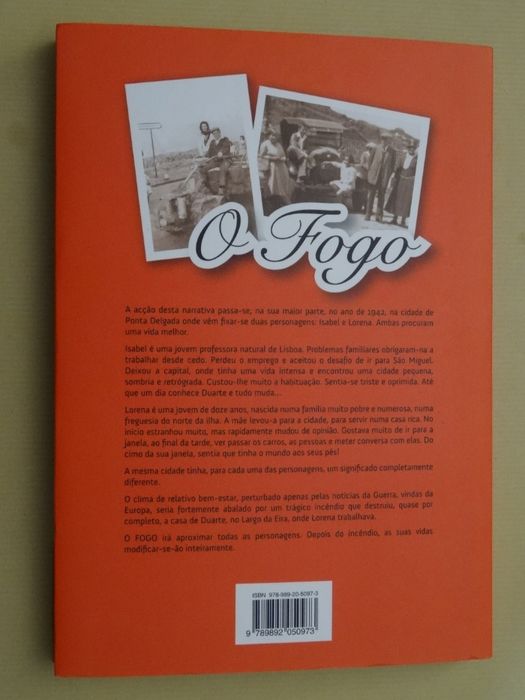 O Fogo
A acção desta narrativa passa-se, na sua maior parte, no ano de 1942, na cidade de
Ponta Delgada onde vêm fixar-se duas personagens: Isabel e Lorena. Ambas procuram
uma vida melhor.
Isabel é uma jovem professora natural de Lisboa. Problemas familiares obrigaram-na a
trabalhar desde cedo. Perdeu o emprego e aceitou o desafio de ir para São Miguel.
Deixou a capital, onde tinha uma vida intensa e encontrou uma cidade pequena,
sombria e retrógrada. Custou-lhe muito a habituação. Sentia-se triste e oprimida. Até
que um dia conhece Duarte e tudo muda...
Lorena é uma jovem de doze anos, nascida numa família muito pobre e numerosa, numa
freguesia do norte da ilha. A mãe levou-a para a cidade, para servir numa casa rica. No
início estranhou muito, mas rapidamente mudou de opinião. Gostava muito de ir para a
janela, ao final da tarde, ver passar os carros, as pessoas e meter conversa com elas. Do
cimo da sua janela, sentia que tinha o mundo aos seus pés!
A mesma cidade tinha, para cada uma das personagens, um significado completamente
diferente.
O clima de relativo bem-estar, perturbado apenas pelas notícias da Guerra, vindas da
Europa, seria fortemente abalado por um trágico incêndio que destruiu, quase por
completo, a casa de Duarte, no Largo da Eira, onde Lorena trabalhava.
O FOGO irá aproximar todas as personagens. Depois do incêndio, as suas vidas
modificar-se-ão inteiramente.
ISBN 978-989-20-5097-3
9 789892 050973